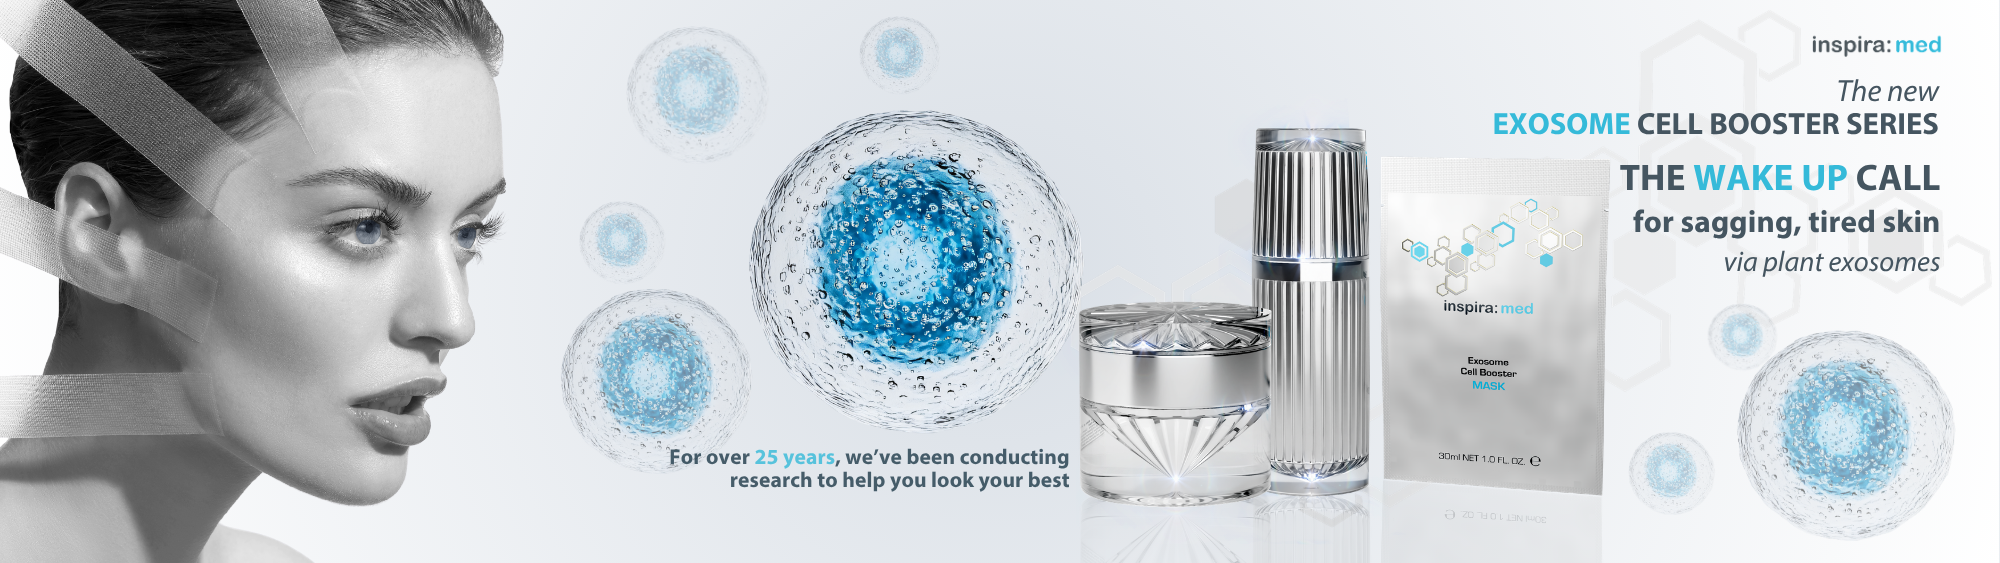 inspira:med
The new
EXOSOME CELL BOOSTER SERIES
THE WAKE UP CALL
for sagging, tired skin
via plant exosomes
inspira:med
Exosome
Cell Booster
MASK
30ml NET 1.0 FL. OZ. ℮
For over 25 years, we’ve been conducting
research to help you look your best